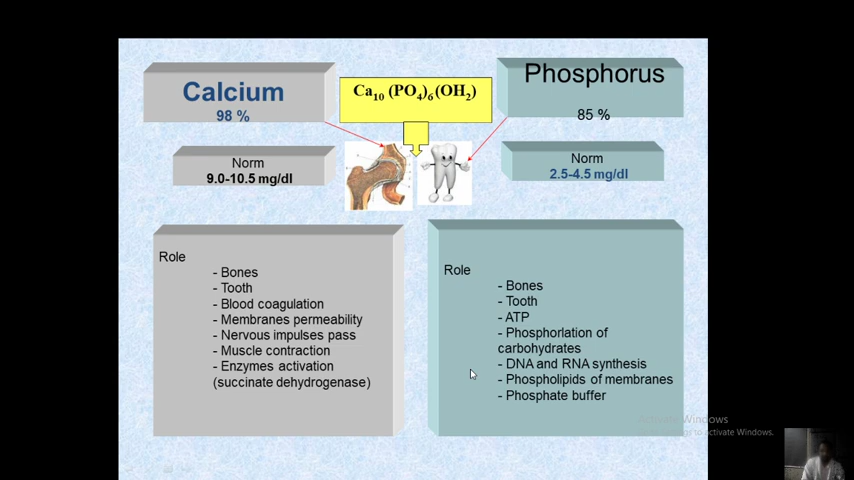 Calcium
98 %
Ca10 (PO4)6(OH2)
Phosphorus
85 %
Norm
9.0-10.5 mg/dl
Norm
2.5-4.5 mg/dl
Role
- Bones
- Tooth
- Blood coagulation
- Membranes permeability
- Nervous impulses pass
- Muscle contraction
- Enzymes activation
(succinate dehydrogenase)
Role
- Bones
- Tooth
- ATP
- Phosphorlation of
carbohydrates
- DNA and RNA synthesis
- Phospholipids of membranes
- Phosphate buffer
Activate Windows
to activate Windows.